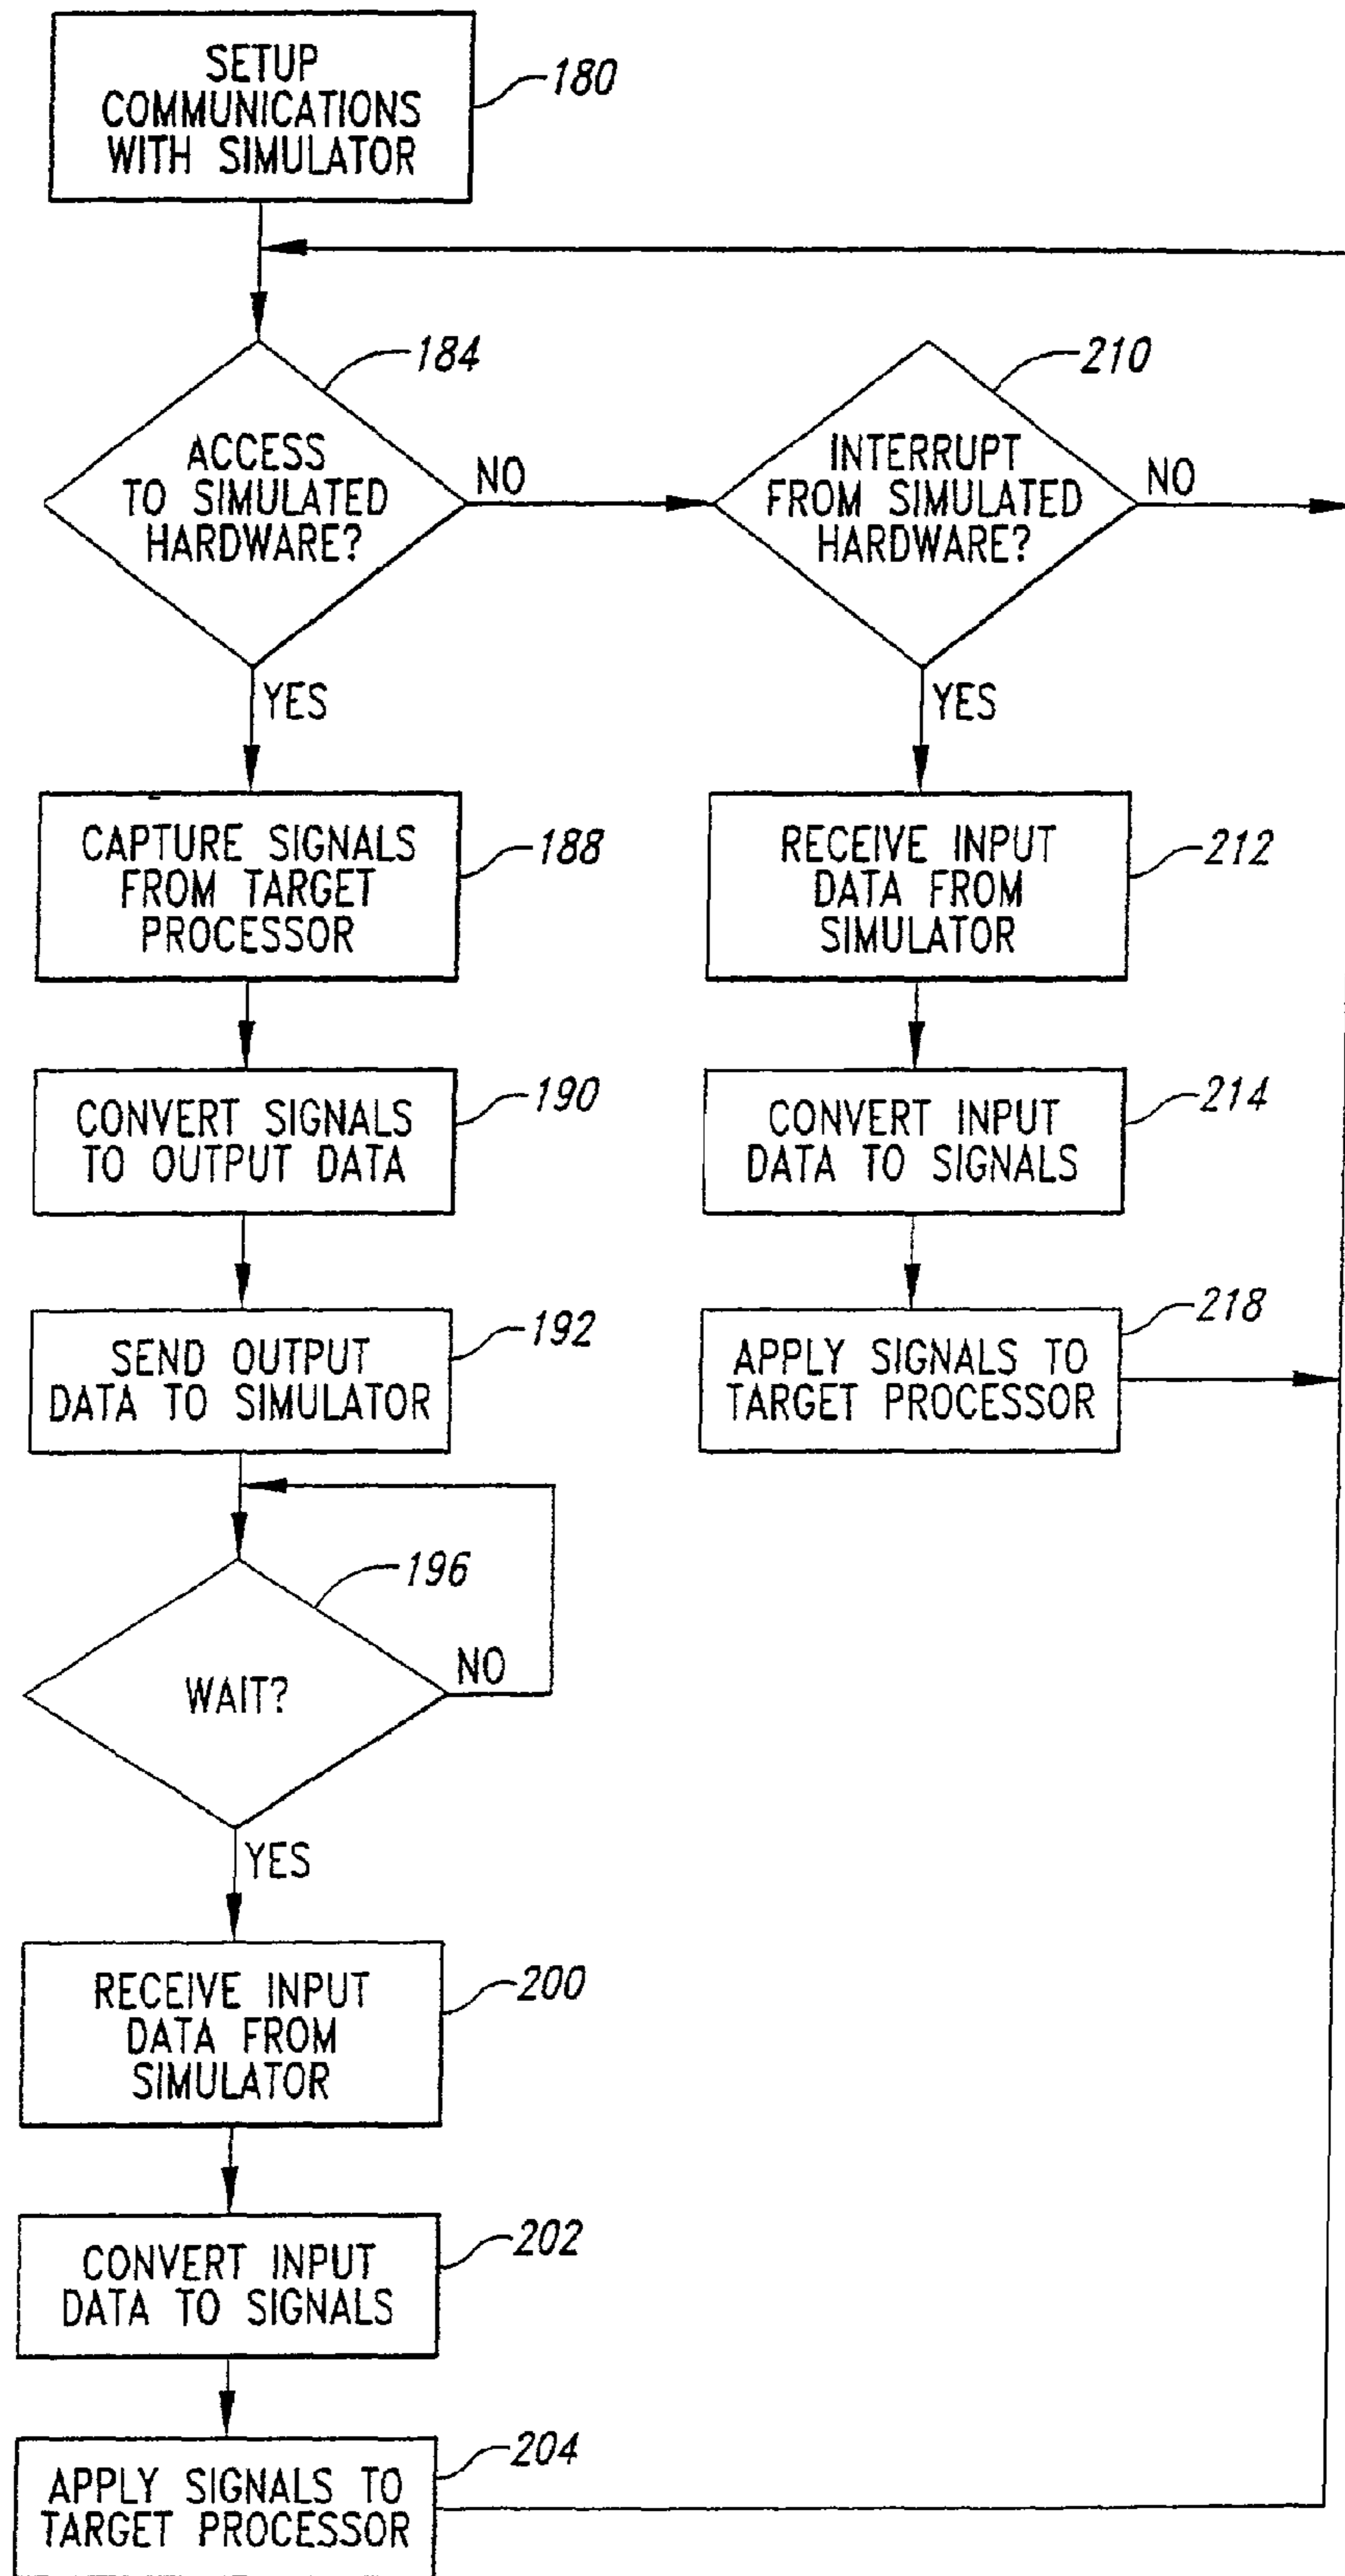 SETUP
COMMUNICATIONS
WITH SIMULATOR
180
184
ACCESS
TO SIMULATED
HARDWARE?
NO
YES
210
INTERRUPT
FROM SIMULATED
HARDWARE?
NO
YES
CAPTURE SIGNALS
FROM TARGET
PROCESSOR
188
RECEIVE INPUT
DATA FROM
SIMULATOR
212
CONVERT SIGNALS
TO OUTPUT DATA
190
CONVERT INPUT
DATA TO SIGNALS
214
SEND OUTPUT
DATA TO SIMULATOR
192
APPLY SIGNALS TO
TARGET PROCESSOR
218
196
WAIT?
NO
YES
RECEIVE INPUT
DATA FROM
SIMULATOR
200
CONVERT INPUT
DATA TO SIGNALS
202
APPLY SIGNALS TO
TARGET PROCESSOR
204